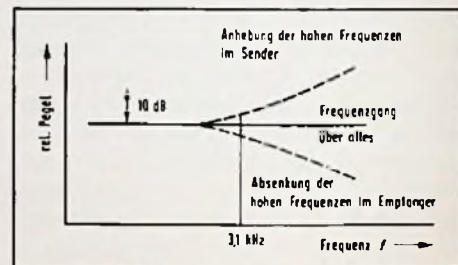 Anhebung der hohen Frequenzen
im Sender
rel. Pegel
10 dB
Frequenzgang
über alles
Absenkung der
hohen Frequenzen im Empfänger
3,1 kHz
Frequenz f